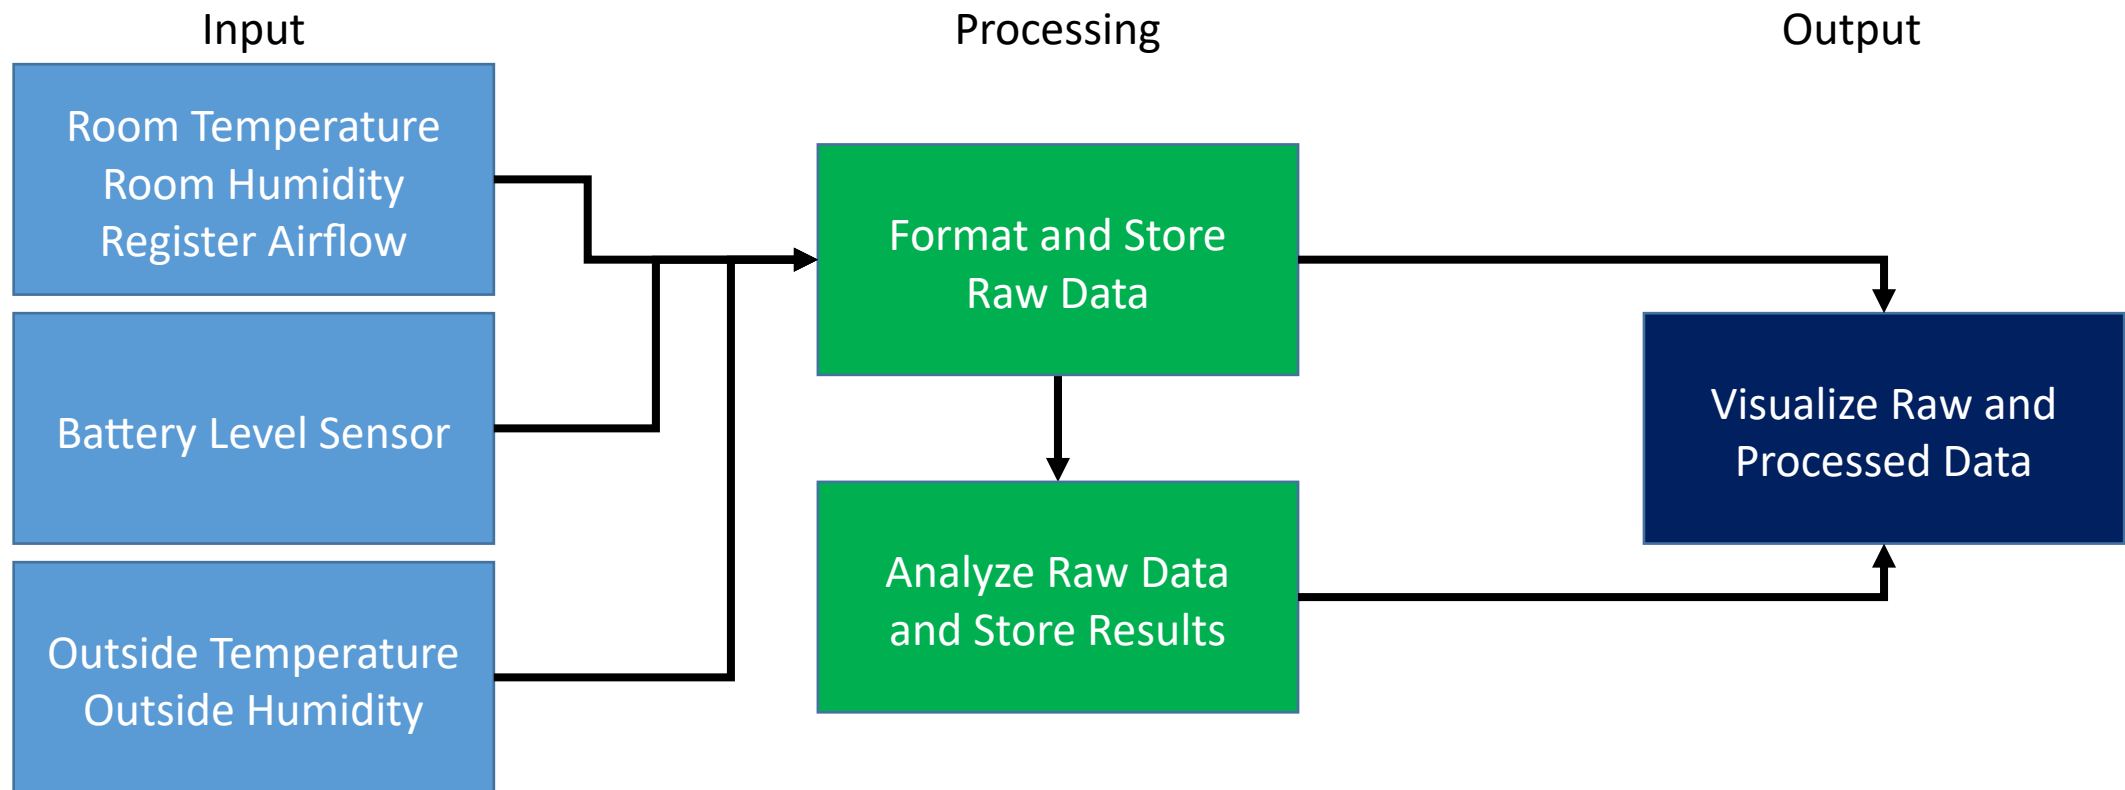 Input
Processing
Output
Room Temperature
Room Humidity
Register Airflow
Battery Level Sensor
Outside Temperature
Outside Humidity
Format and Store
Raw Data
Analyze Raw Data
and Store Results
Visualize Raw and
Processed Data